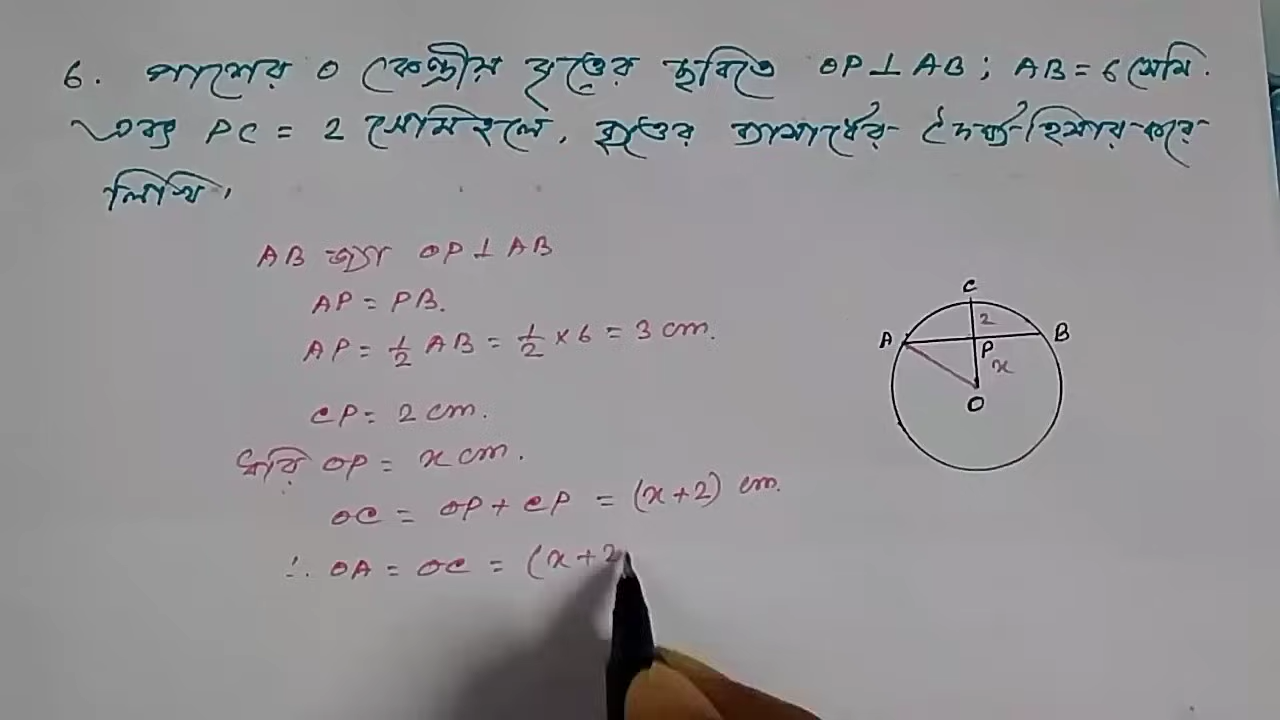 6. পাশের O কেন্দ্রীয় বৃত্তের ছবিতে OP⊥AB; AB = 6 সেমি.
এবং PC = 2 সেমি হলে, বৃত্তের ব্যাসার্ধের দৈর্ঘ্য হিসাব করে
লিখি।
AB জ্যা OP⊥AB
AP = PB.
AP = 1/2 AB = 1/2 × 6 = 3 cm.
CP = 2 cm.
ধরি OP = x cm.
OC = OP + CP = (x+2) cm.
∴ OA = OC = (x+2
C
2
A
B
P
x
O